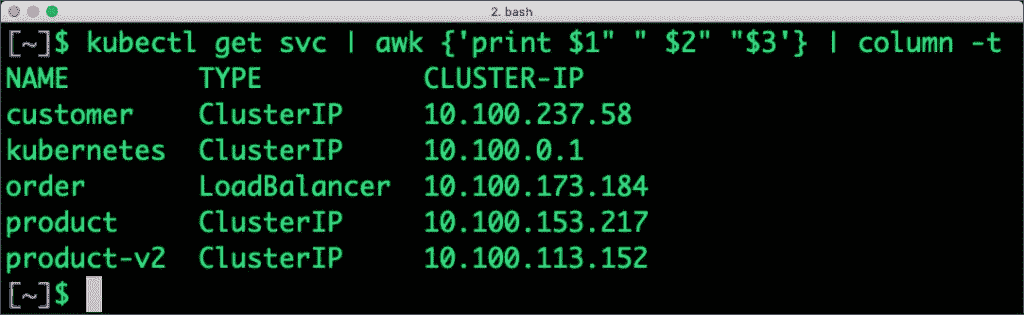 2. bash
[~]$ kubectl get svc | awk {'print $1" " $2" "$3'} | column -t
NAME TYPE CLUSTER-IP
customer ClusterIP 10.100.237.58
kubernetes ClusterIP 10.100.0.1
order LoadBalancer 10.100.173.184
product ClusterIP 10.100.153.217
product-v2 ClusterIP 10.100.113.152
[~]$